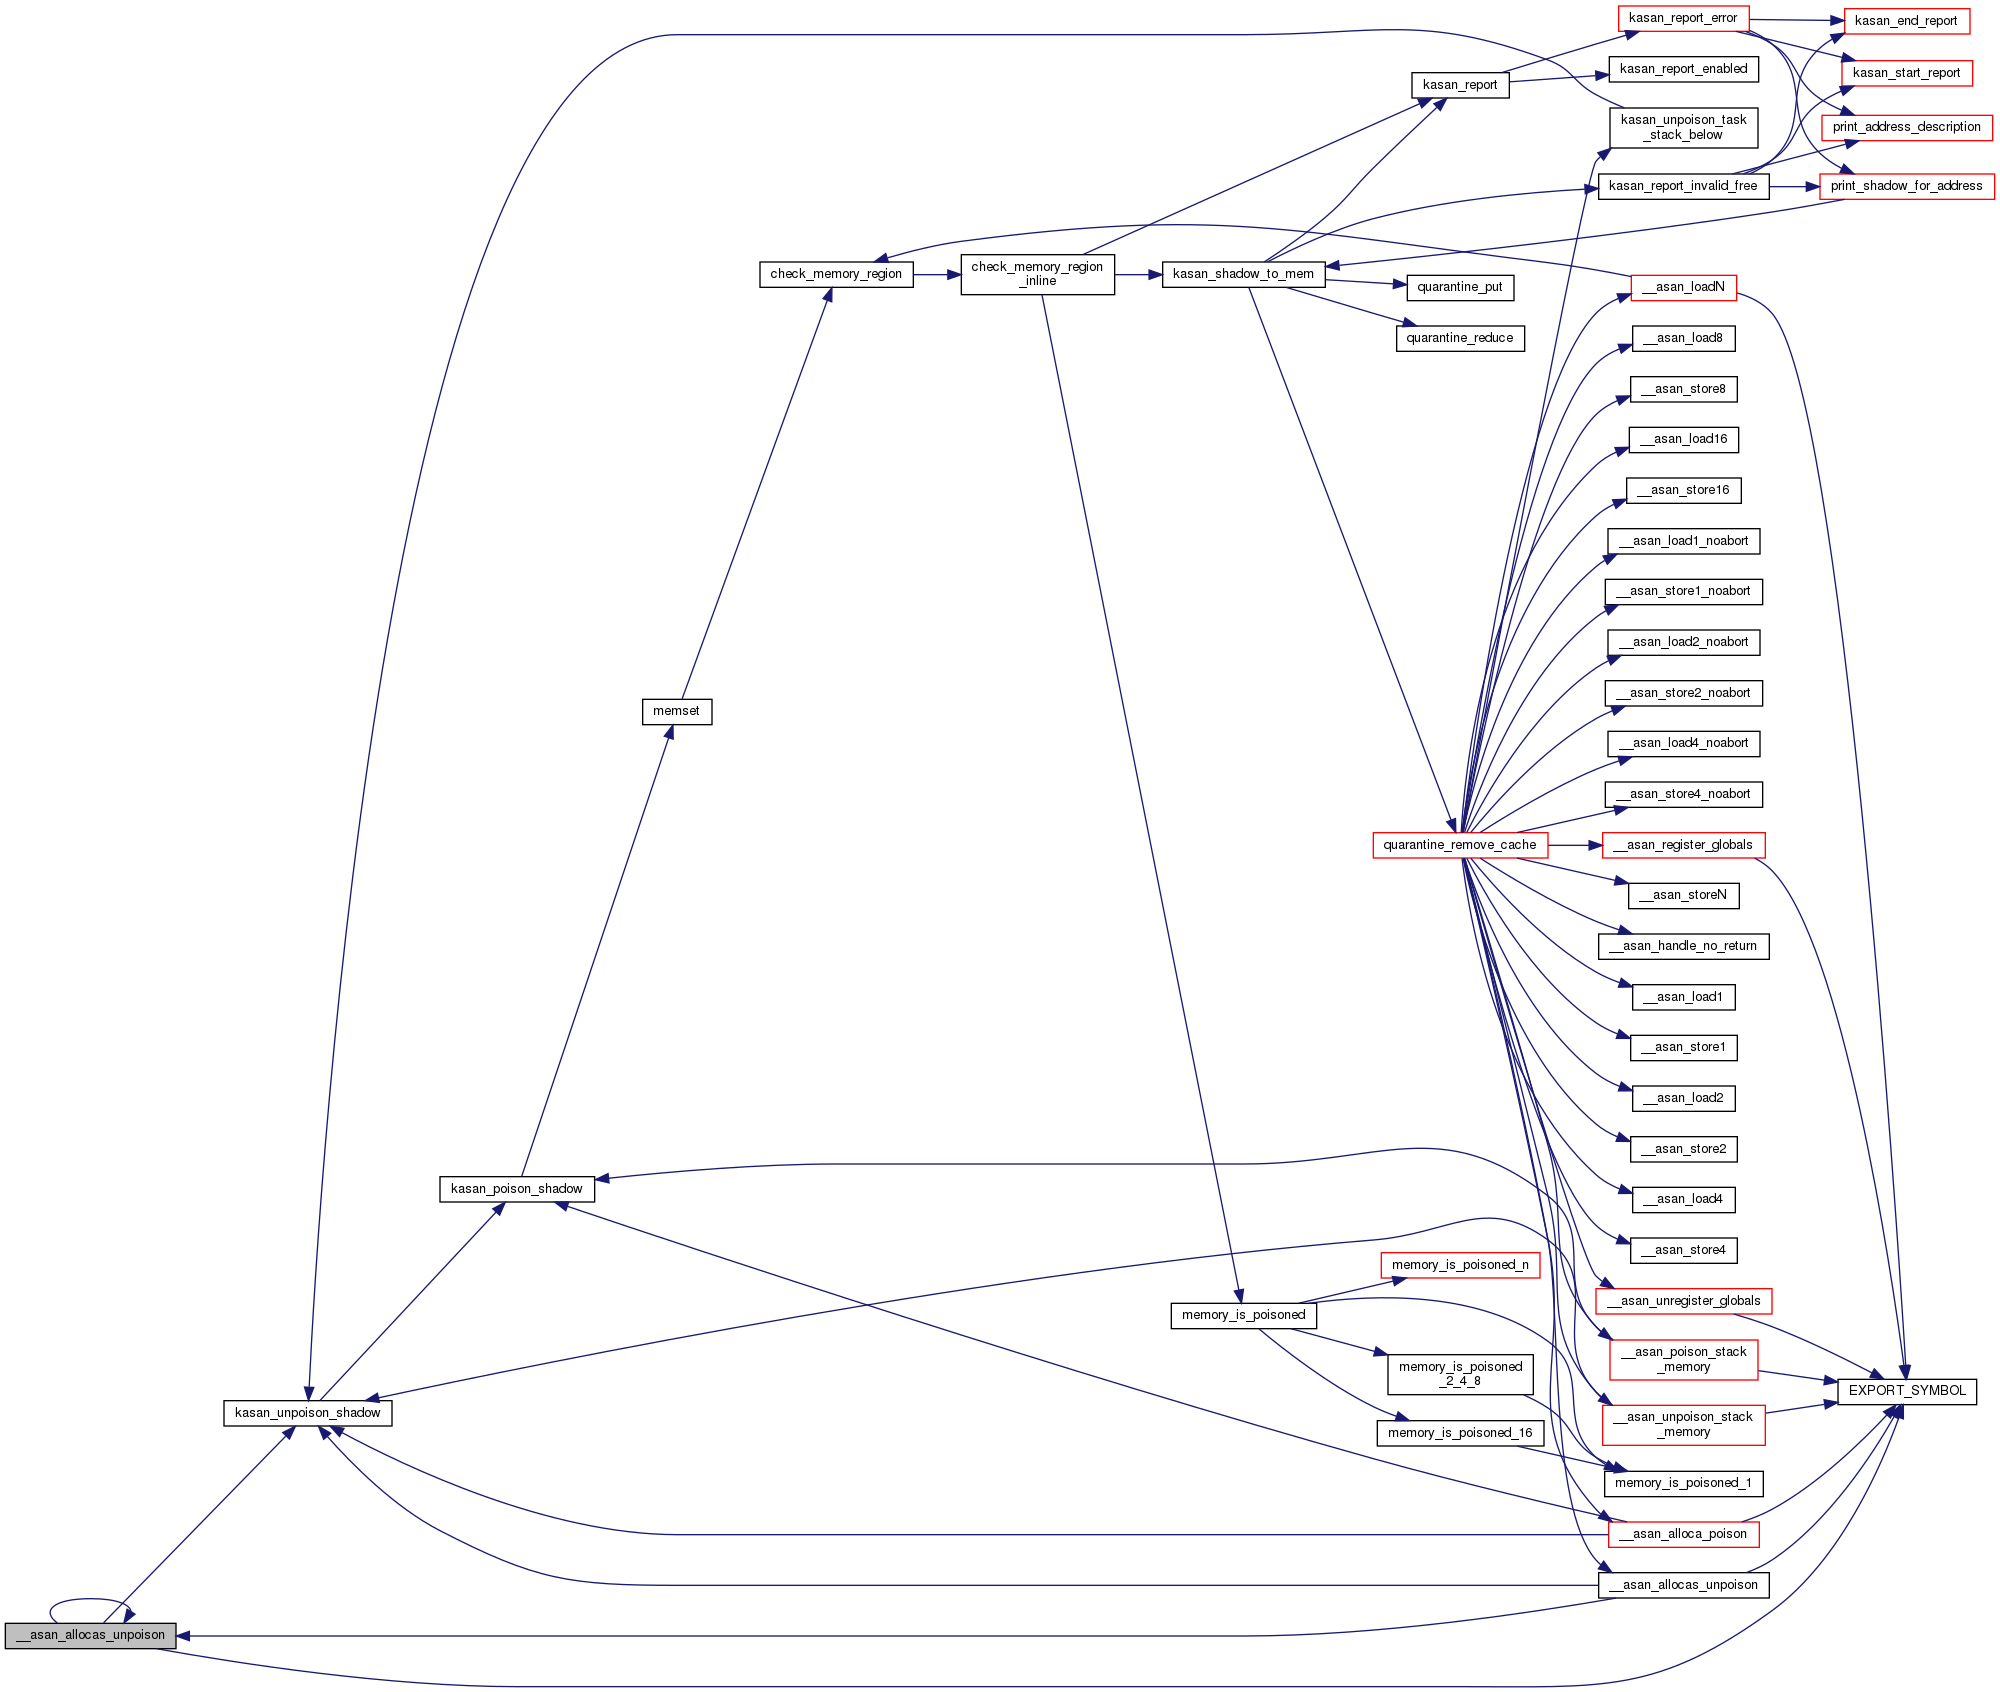 kasan_report_error
kasan_end_report
kasan_report_enabled
kasan_start_report
kasan_report
kasan_unpoison_task
_stack_below
print_address_description
kasan_report_invalid_free
print_shadow_for_address
check_memory_region
check_memory_region
_inline
kasan_shadow_to_mem
quarantine_put
__asan_loadN
quarantine_reduce
__asan_load8
__asan_store8
__asan_load16
__asan_store16
__asan_load1_noabort
__asan_store1_noabort
__asan_load2_noabort
__asan_store2_noabort
memset
__asan_load4_noabort
__asan_store4_noabort
quarantine_remove_cache
__asan_register_globals
__asan_storeN
__asan_handle_no_return
__asan_load1
__asan_store1
__asan_load2
__asan_store2
kasan_poison_shadow
__asan_load4
__asan_store4
memory_is_poisoned_n
__asan_unregister_globals
memory_is_poisoned
__asan_poison_stack
_memory
memory_is_poisoned
_2_4_8
EXPORT_SYMBOL
kasan_unpoison_shadow
__asan_unpoison_stack
_memory
memory_is_poisoned_16
memory_is_poisoned_1
__asan_alloca_poison
__asan_allocas_unpoison
__asan_allocas_unpoison